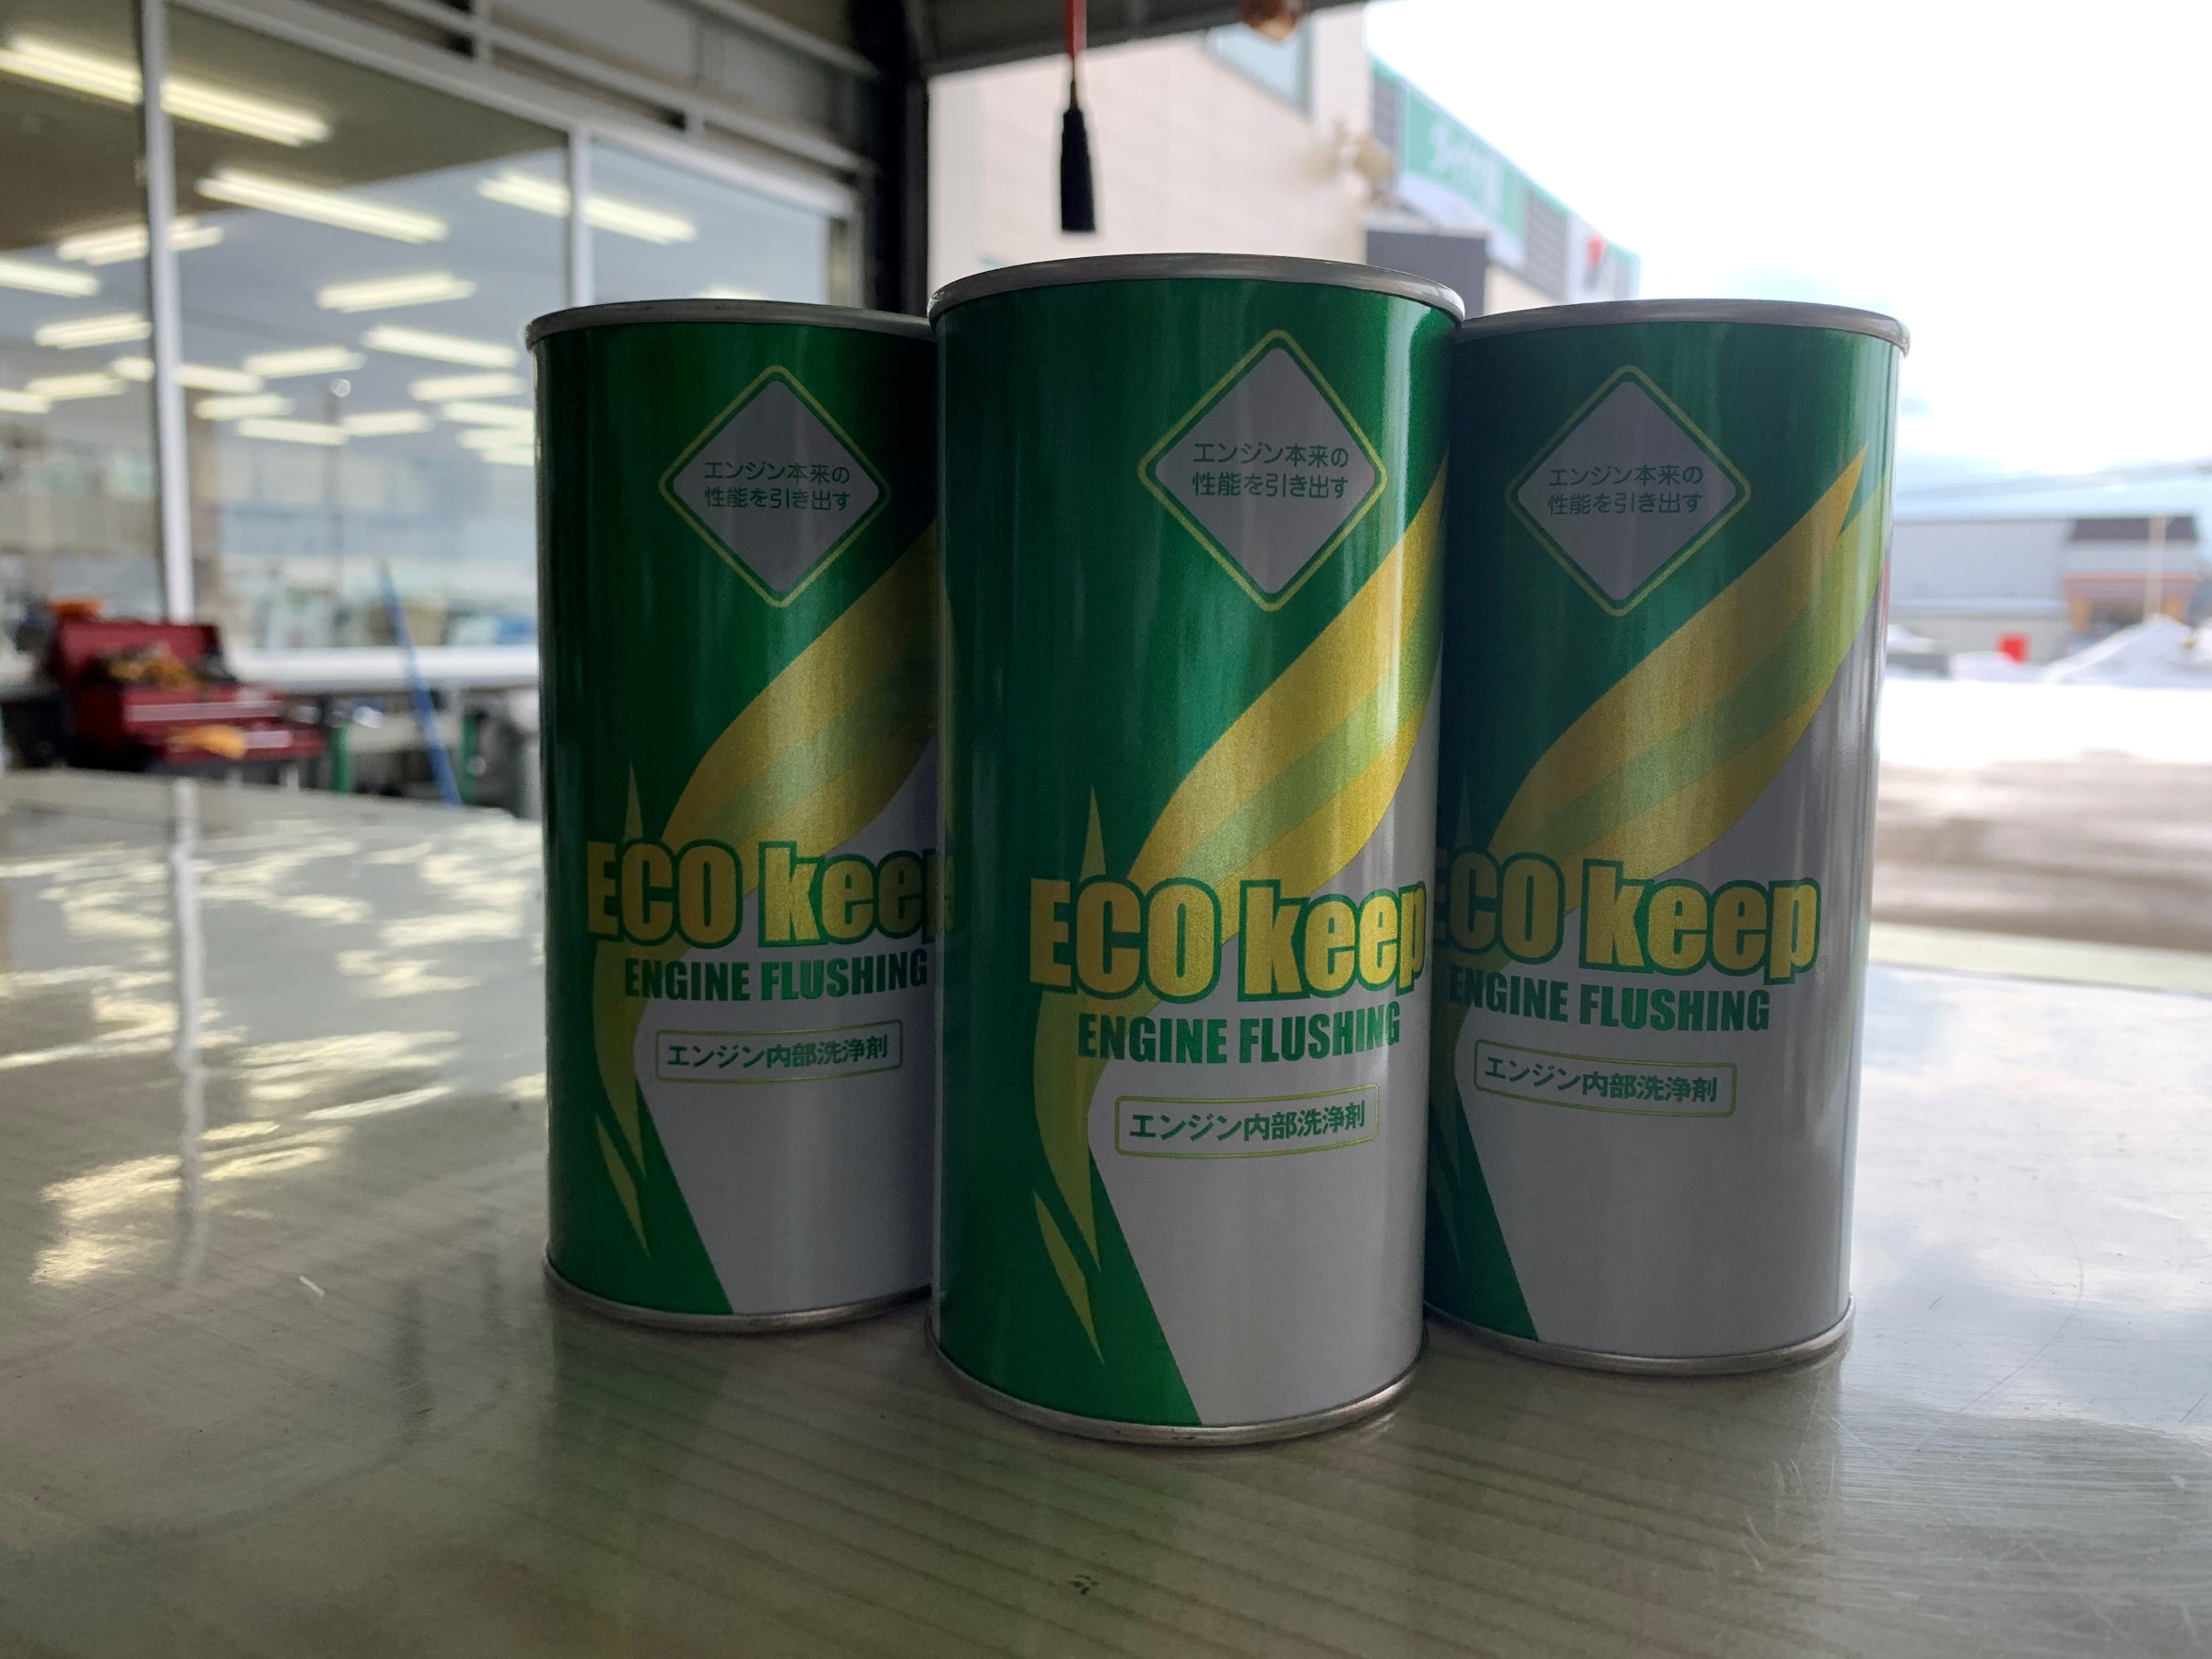 エンジン本来の
性能を引き出す
ECO keep
ENGINE FLUSHING
エンジン内部洗浄剤
エンジン本来の
性能を引き出す
ECO keep
ENGINE FLUSHING
エンジン内部洗浄剤
エンジン本来の
性能を引き出す
ECO keep
ENGINE FLUSHING
エンジン内部洗浄剤